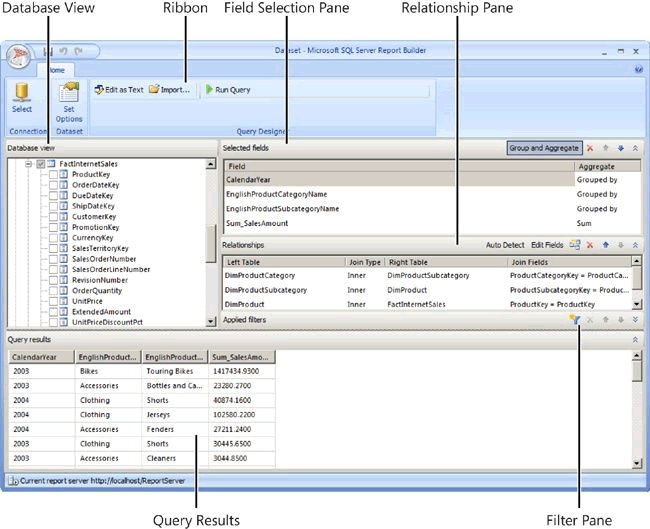 Database View Ribbon Field Selection Pane Relationship Pane
Dataset - Microsoft SQL Server Report Builder
Home
Select
Set Options
Edit as Text Import... Run Query
Connection Dataset Query Designer
Database view
FactInternetSales
ProductKey
OrderDateKey
DueDateKey
ShipDateKey
CustomerKey
PromotionKey
CurrencyKey
SalesTerritoryKey
SalesOrderNumber
SalesOrderLineNumber
RevisionNumber
OrderQuantity
UnitPrice
ExtendedAmount
UnitPriceDiscountPct
Selected fields Group and Aggregate
Field Aggregate
CalendarYear Grouped by
EnglishProductCategoryName Grouped by
EnglishProductSubcategoryName Grouped by
Sum_SalesAmount Sum
Relationships Auto Detect Edit Fields
Left Table Join Type Right Table Join Fields
DimProductCategory Inner DimProductSubcategory ProductCategoryKey = ProductCa...
DimProductSubcategory Inner DimProduct ProductSubcategoryKey = Prod...
DimProduct Inner FactInternetSales ProductKey = ProductKey
Applied filters
Query results
CalendarYear EnglishProduct... EnglishProduct... Sum_SalesAmo...
2003 Bikes Touring Bikes 1417434.9300
2003 Accessories Bottles and Ca... 23280.2700
2004 Clothing Shorts 40874.1600
2004 Clothing Jerseys 102580.2200
2004 Accessories Fenders 27211.2400
2003 Clothing Shorts 30445.6500
2003 Accessories Cleaners 3044.8500
Current report server http://localhost/ReportServer
Query Results Filter Pane